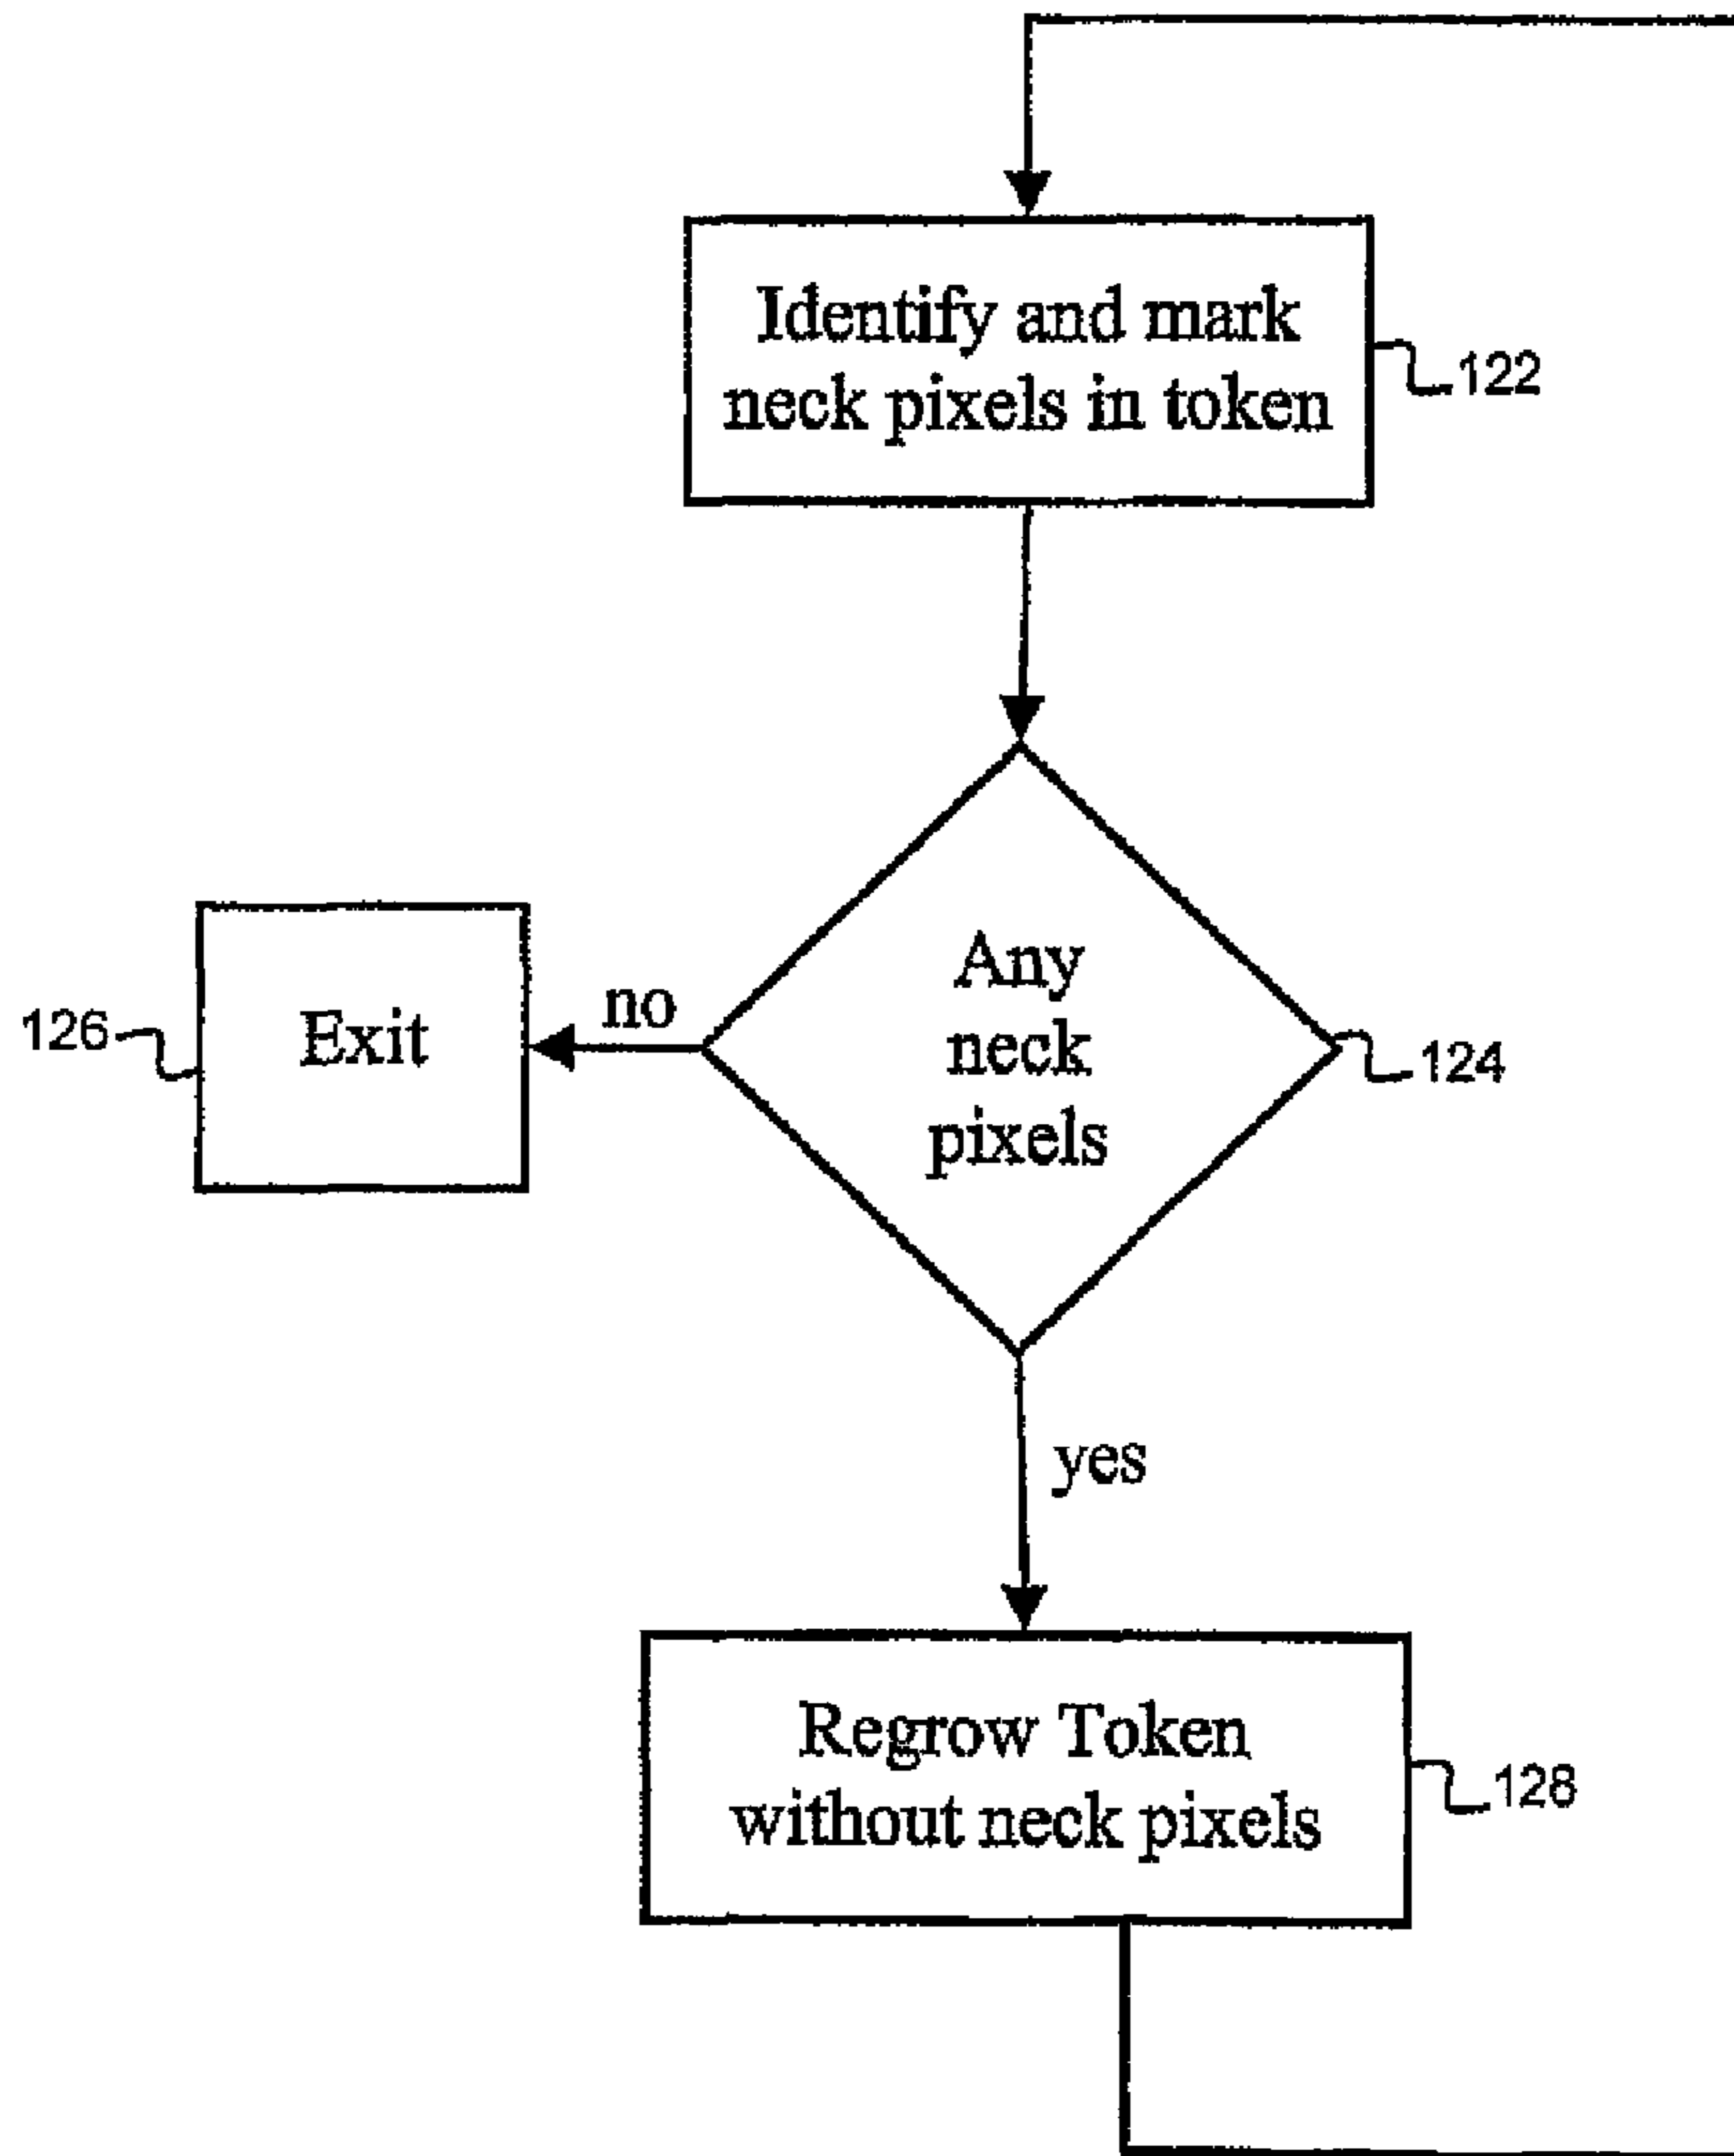 Identify and mark
neck pixels in token
122
Any
neck
pixels
124
no
Exit
126
yes
Regrow Token
without neck pixels
128